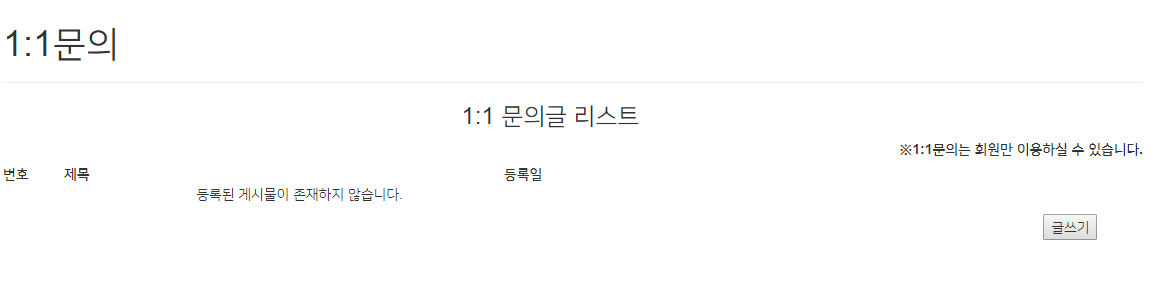 1:1문의
1:1 문의글 리스트
※1:1문의는 회원만 이용하실 수 있습니다.
번호 제목 등록일
등록된 게시물이 존재하지 않습니다.
글쓰기